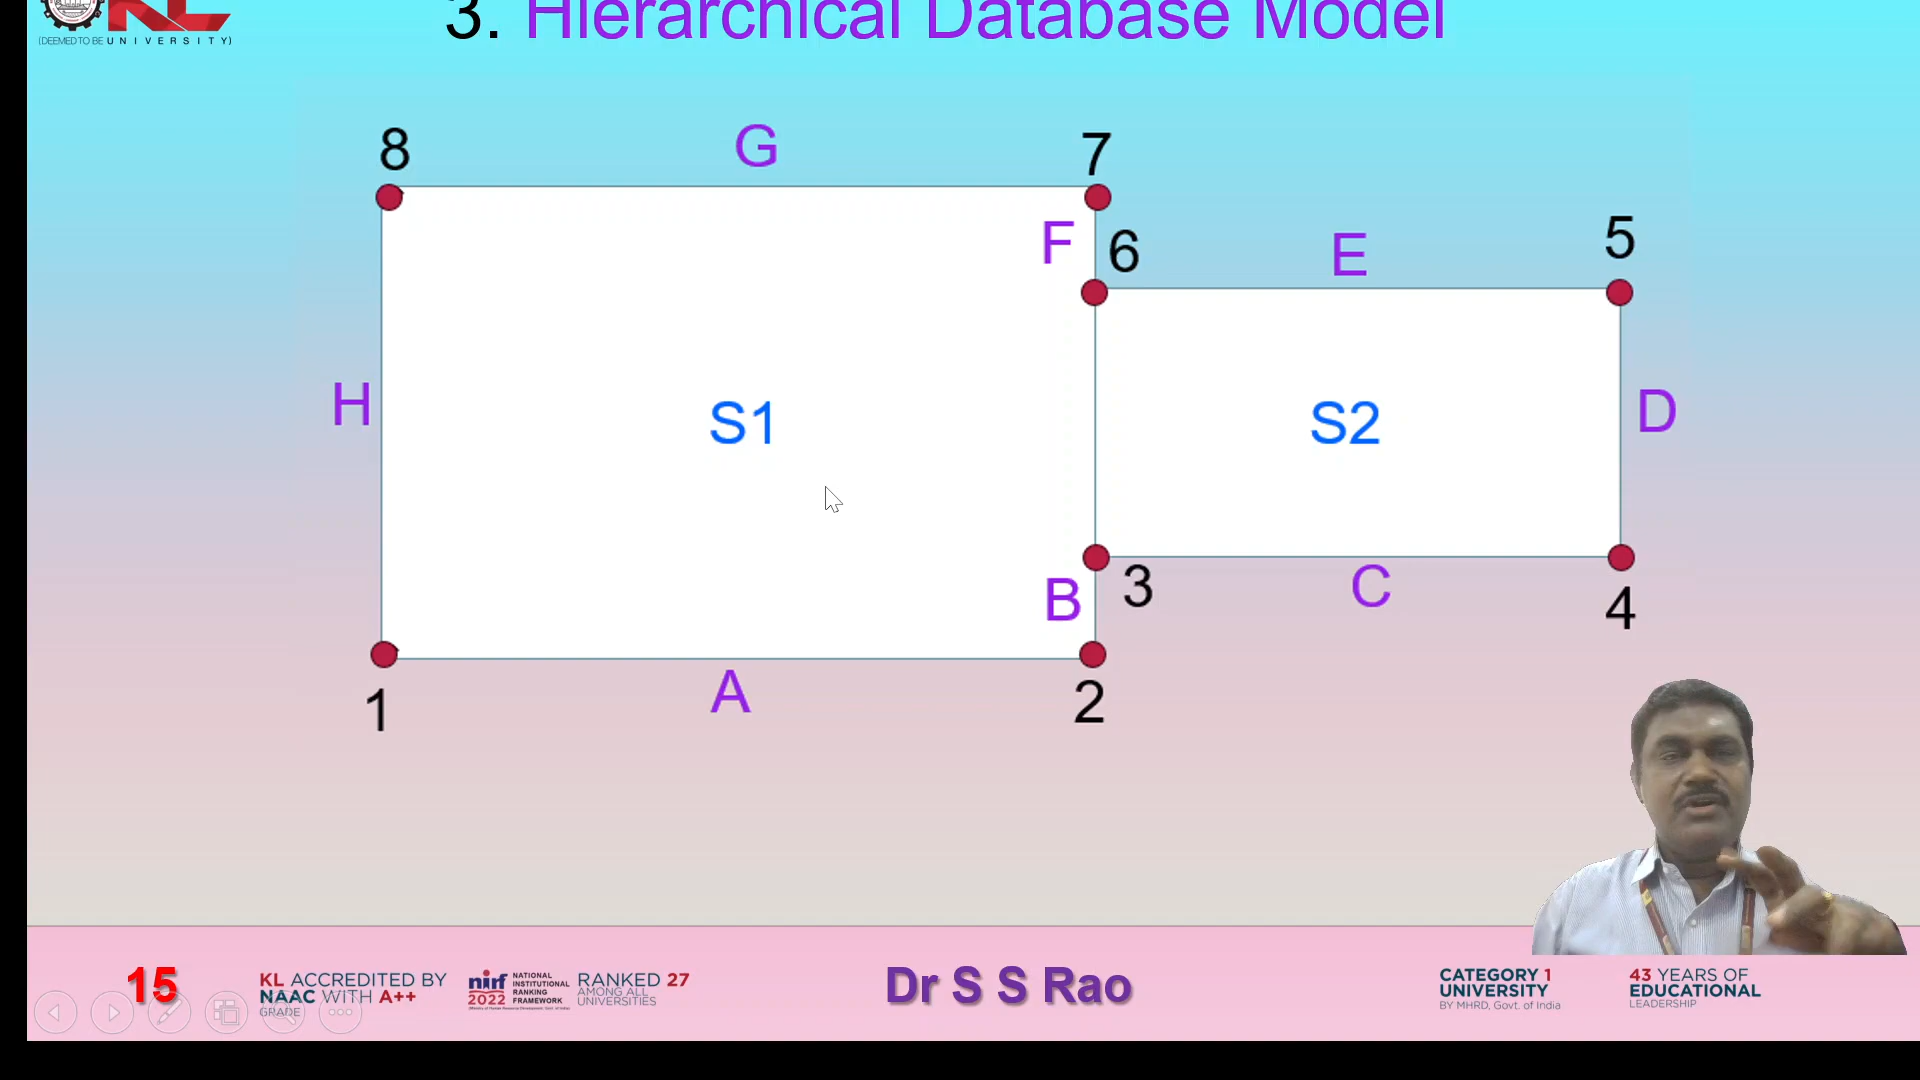 KL
(DEEMED TO BE UNIVERSITY)
3. Hierarchical Database Model
8
G
7
F
6
E
5
H
S1
S2
D
B
3
C
4
1
A
2
15
KL ACCREDITED BY
NAAC WITH A++
GRADE
nirf
2022
NATIONAL
INSTITUTIONAL
RANKING
FRAMEWORK
RANKED 27
AMONG ALL
UNIVERSITIES
Dr S S Rao
CATEGORY 1
UNIVERSITY
BY MHRD, Govt. of India
43 YEARS OF
EDUCATIONAL
LEADERSHIP